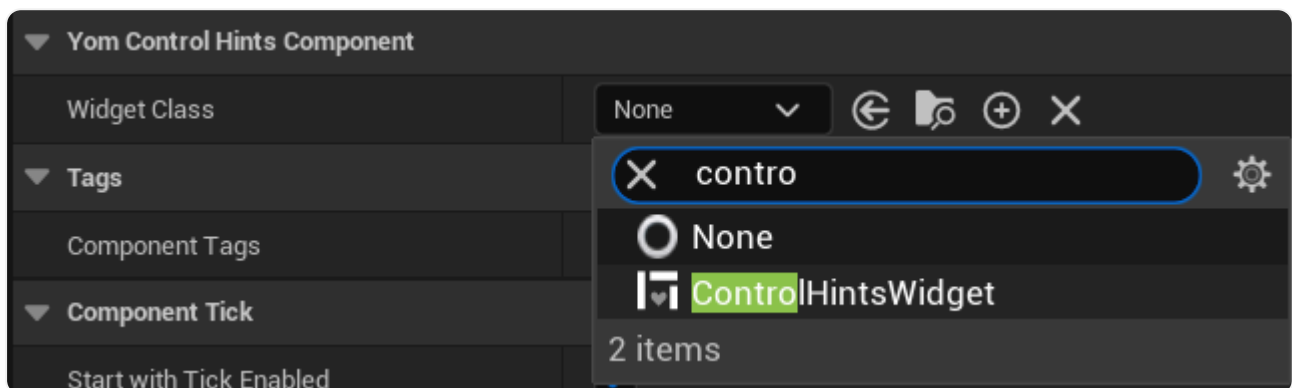 Yom Control Hints Component
Widget Class
None
Tags
contro
Component Tags
None
ControlHintsWidget
Component Tick
2 items
Start with Tick Enabled